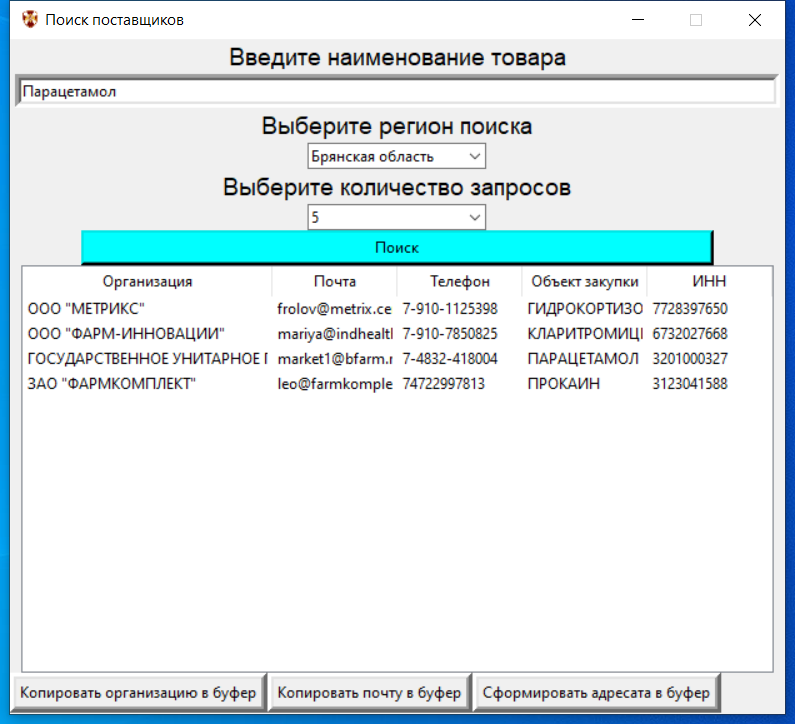 Поиск поставщиков
Введите наименование товара
Парацетамол
Выберите регион поиска
Брянская область
Выберите количество запросов
5
Поиск
Организация Почта Телефон Объект закупки ИНН
ООО "МЕТРИКС" frolov@metrix.ce 7-910-1125398 ГИДРОКОРТИЗО 7728397650
ООО "ФАРМ-ИННОВАЦИИ" mariya@indhealtl 7-910-7850825 КЛАРИТРОМИЦІ 6732027668
ГОСУДАРСТВЕННОЕ УНИТАРНОЕ Г market1@bfarm.r 7-4832-418004 ПАРАЦЕТАМОЛ 3201000327
ЗАО "ФАРМКОМПЛЕКТ" leo@farmkomple 74722997813 ПРОКАИН 3123041588
Копировать организацию в буфер Копировать почту в буфер Сформировать адресата в буфер